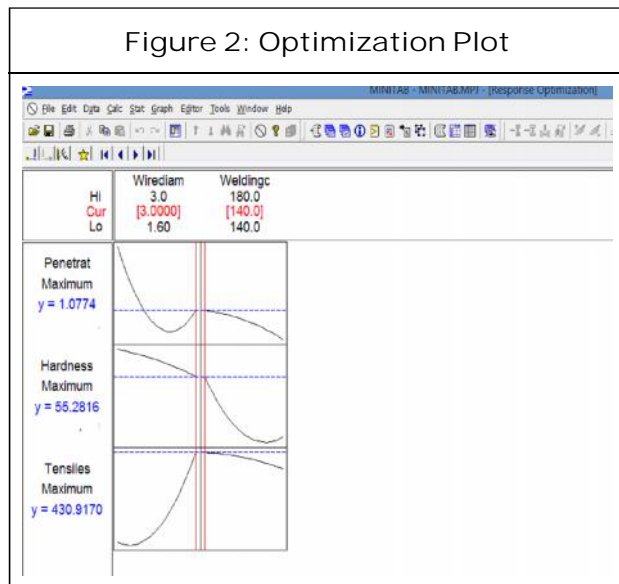 Figure 2: Optimization Plot
MINITAB - MINITAB.MPJ - [Response Optimization]
File Edit Data Calc Stat Graph Editor Tools Window Help
Wirediam Weldingc
Hi 3.0 180.0
Cur [3.0000] [140.0]
Lo 1.60 140.0
Penetrat
Maximum
y = 1.0774
Hardness
Maximum
y = 55.2816
Tensiles
Maximum
y = 430.9170